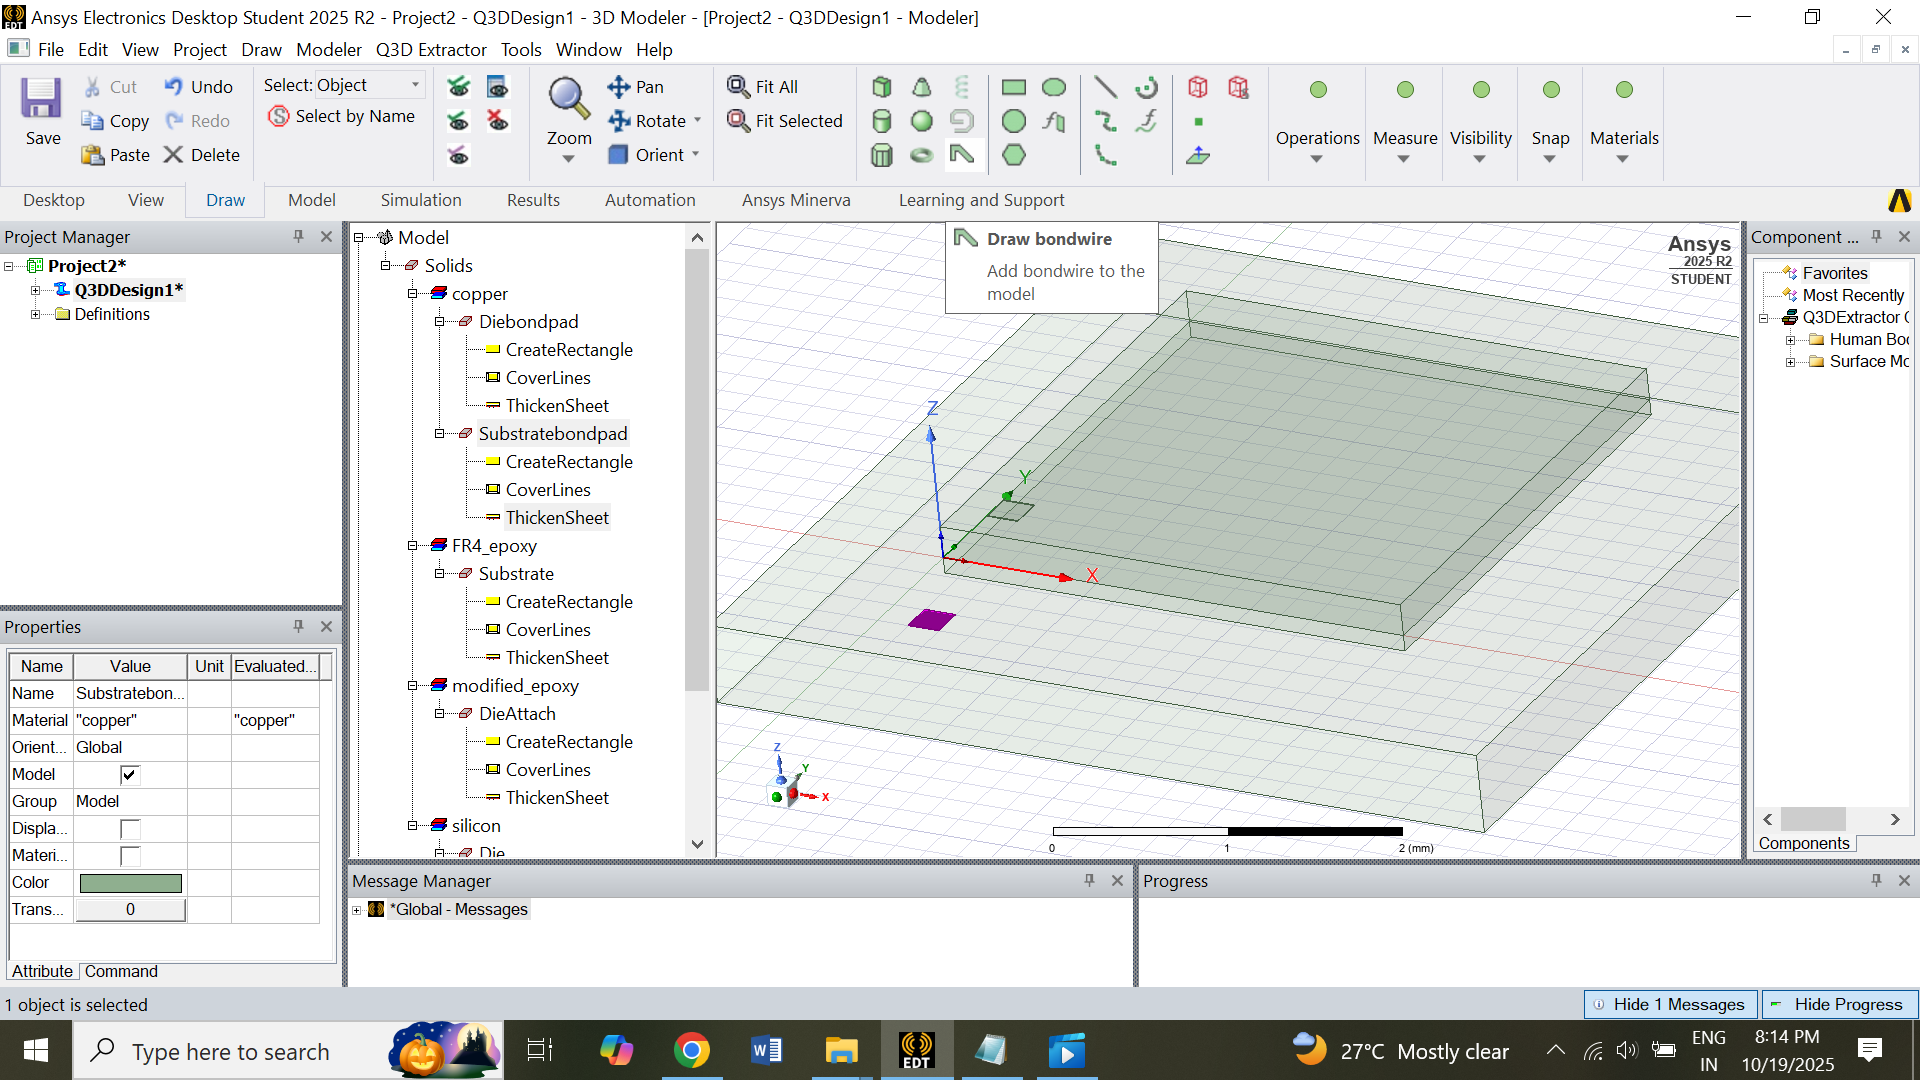 Ansys Electronics Desktop Student 2025 R2 - Project2 - Q3DDesign1 - 3D Modeler - [Project2 - Q3DDesign1 - Modeler]
File Edit View Project Draw Modeler Q3D Extractor Tools Window Help
Save
Cut
Copy
Paste
Undo
Redo
Delete
Select: Object
Select by Name
Zoom
Pan
Rotate
Orient
Fit All
Fit Selected
Operations
Measure
Visibility
Snap
Materials
Desktop View Draw Model Simulation Results Automation Ansys Minerva Learning and Support
Project Manager
Project2*
Q3DDesign1*
Definitions
Model
Solids
copper
Diebondpad
CreateRectangle
CoverLines
ThickenSheet
Substratebondpad
CreateRectangle
CoverLines
ThickenSheet
FR4_epoxy
Substrate
CreateRectangle
CoverLines
ThickenSheet
modified_epoxy
DieAttach
CreateRectangle
CoverLines
ThickenSheet
silicon
Die
Draw bondwire
Add bondwire to the
model
Ansys
2025 R2
STUDENT
Z
Y
X
Z
Y
X
0 1 2 (mm)
Component ...
Favorites
Most Recently
Q3DExtractor
Human Bo
Surface
Components
Properties
Name Value Unit Evaluated...
Name Substratebon...
Material "copper" "copper"
Orient... Global
Model
Group Model
Displa...
Materi...
Color
Trans... 0
Attribute Command
Message Manager
*Global - Messages
Progress
1 object is selected
Hide 1 Messages
Hide Progress
Type here to search
EDT
27°C Mostly clear
ENG
IN
8:14 PM
10/19/2025